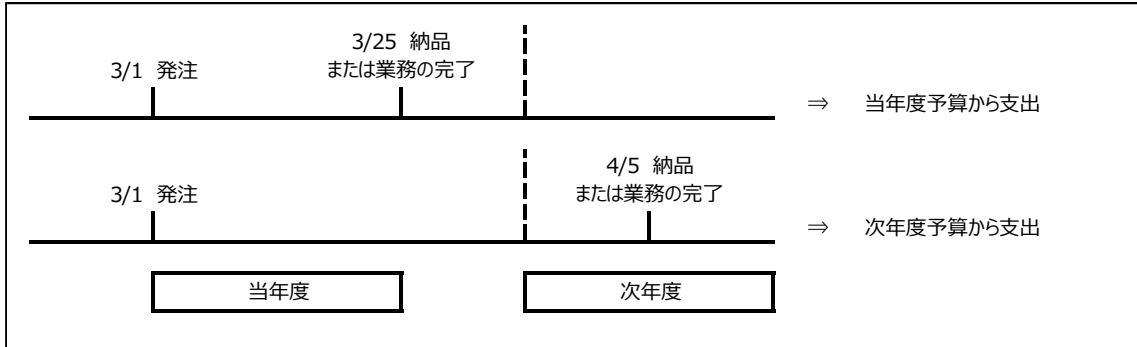 3/25 納品
3/1 発注
または業務の完了
⇒ 当年度予算から支出
4/5 納品
3/1 発注
または業務の完了
⇒ 次年度予算から支出
当年度
次年度